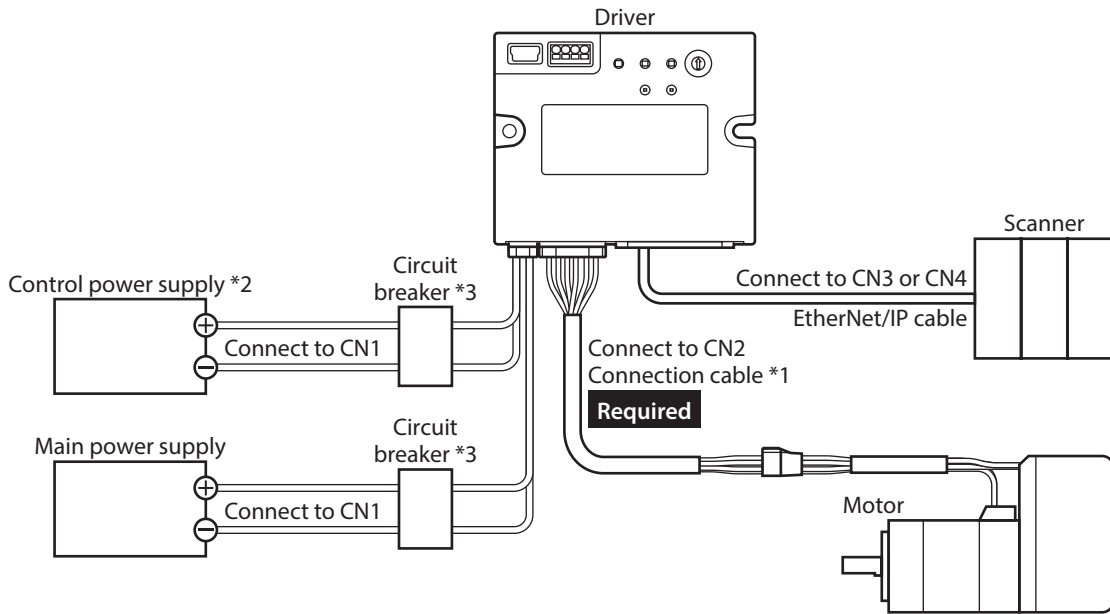 Driver
Scanner
Connect to CN3 or CN4
EtherNet/IP cable
Control power supply *2
Circuit
breaker *3
Connect to CN1
Connect to CN2
Connection cable *1
Required
Main power supply
Circuit
breaker *3
Connect to CN1
Motor